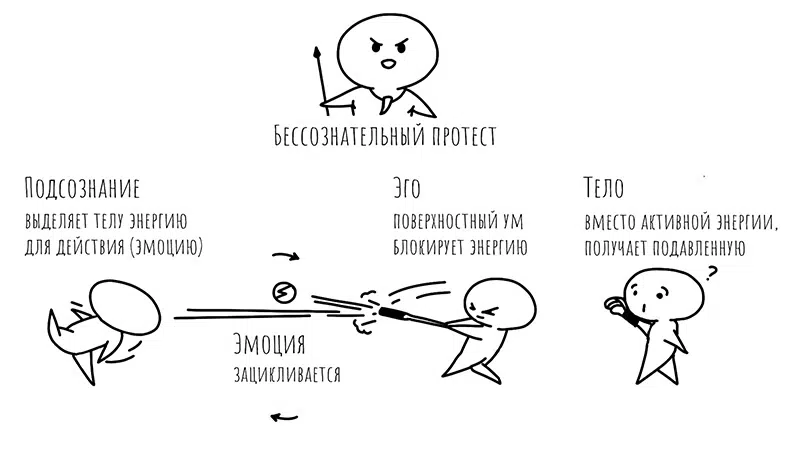 Бессознательный протест
Подсознание
выделяет телу энергию
для действия (эмоцию)
Эго
поверхностный ум
блокирует энергию
Тело
вместо активной энергии,
получает подавленную
?
Эмоция
зацикливается